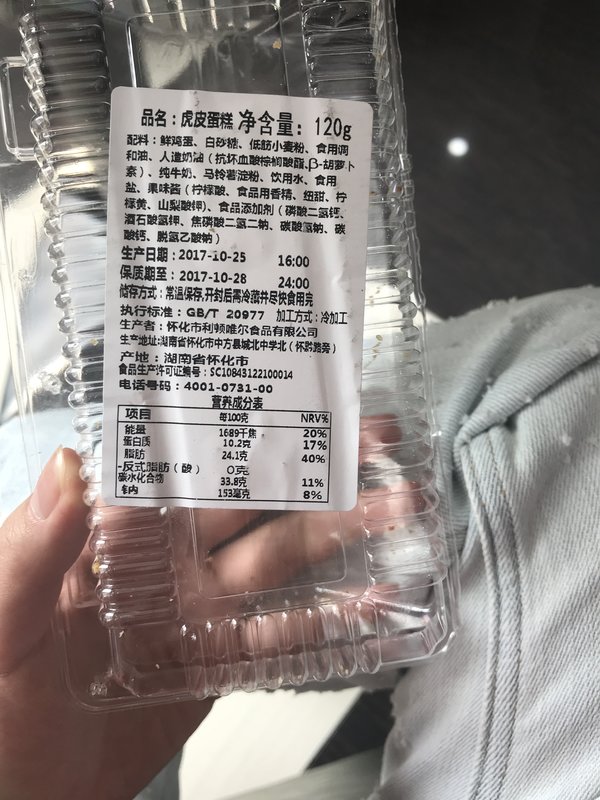 品名：虎皮蛋糕 净含量：120g
配料：鲜鸡蛋、白砂糖、低筋小麦粉、食用调
和油、人造奶油（抗坏血酸棕榈酸酯、β-胡萝卜
素）、纯牛奶、马铃薯淀粉、饮用水、食用
盐、果味酱（柠檬酸、食品用香精、纽甜、柠
檬黄、山梨酸钾）、食品添加剂（磷酸二氢钙、
酒石酸氢钾、焦磷酸二氢二钠、碳酸氢钠、碳
酸钙、脱氢乙酸钠）
生产日期：2017-10-25 16:00
保质期至：2017-10-28 24:00
储存方式：常温保存,开封后需冷藏并尽快食用完
执行标准：GB/T 20977 加工方式：冷加工
生产者：怀化市利顿唯尔食品有限公司
生产地址:湖南省怀化市中方县城北中学北（怀黔路旁）
产地：湖南省怀化市
食品生产许可证编号：SC10843122100014
电话号码：4001-0731-00
营养成分表
项目 每100克 NRV%
能量 1689千焦 20%
蛋白质 10.2克 17%
脂肪 24.1克 40%
-反式脂肪（酸） 0克
碳水化合物 33.8克 11%
钠 153毫克 8%